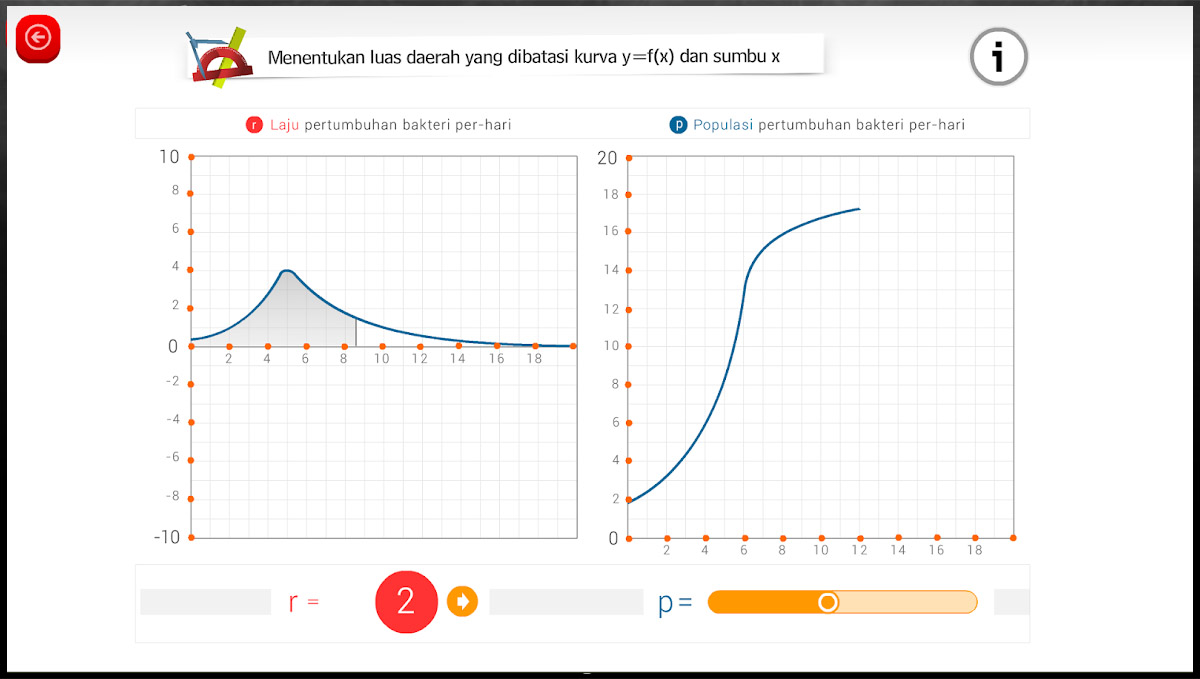 Menentukan luas daerah yang dibatasi kurva y=f(x) dan sumbu x
i
r Laju pertumbuhan bakteri per-hari
p Populasi pertumbuhan bakteri per-hari
10
8
6
4
2
0
2 4 6 8 10 12 14 16 18
-2
-4
-6
-8
-10
20
18
16
14
12
10
8
6
4
2
0
2 4 6 8 10 12 14 16 18
r = 2
p =